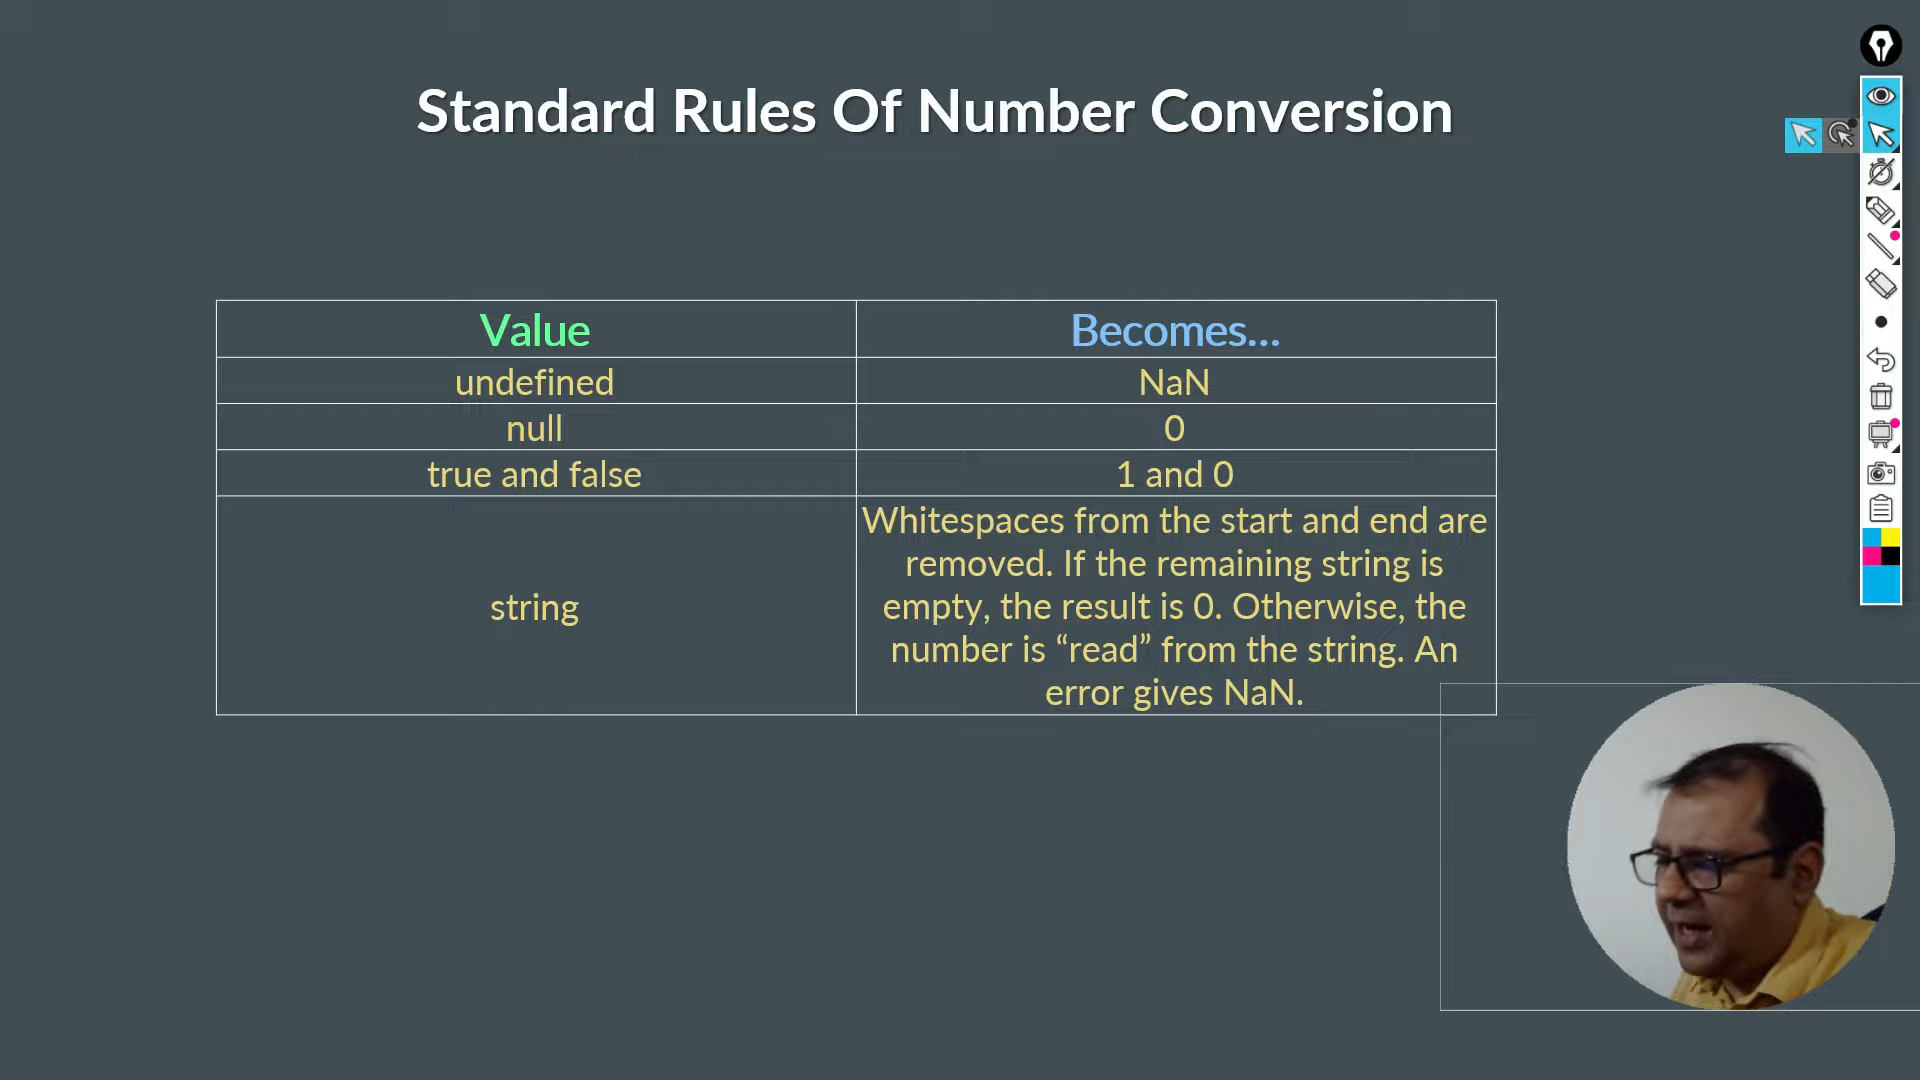 Standard Rules Of Number Conversion
Value
Becomes...
undefined
NaN
null
0
true and false
1 and 0
string
Whitespaces from the start and end are
removed. If the remaining string is
empty, the result is 0. Otherwise, the
number is “read” from the string. An
error gives NaN.